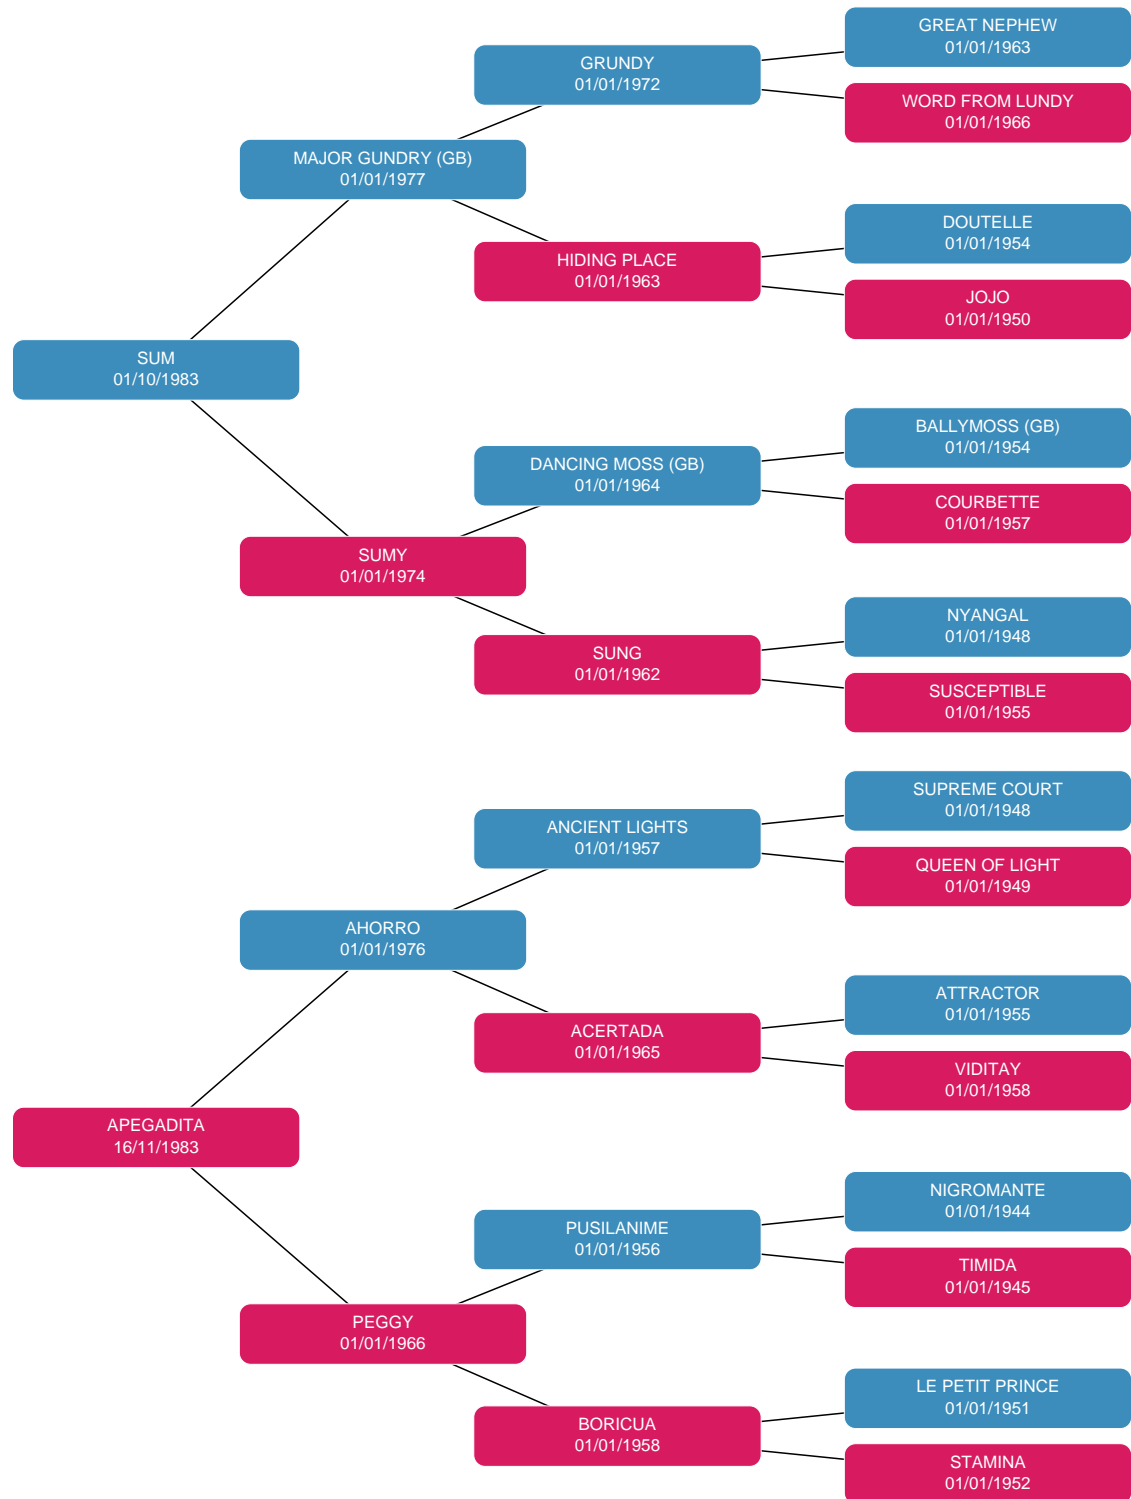 GREAT NEPHEW
01/01/1963
GRUNDY
01/01/1972
WORD FROM LUNDY
01/01/1966
MAJOR GUNDRY (GB)
01/01/1977
DOUTELLE
01/01/1954
HIDING PLACE
01/01/1963
JOJO
01/01/1950
SUM
01/10/1983
BALLYMOSS (GB)
01/01/1954
DANCING MOSS (GB)
01/01/1964
COURBETTE
01/01/1957
SUMY
01/01/1974
NYANGAL
01/01/1948
SUNG
01/01/1962
SUSCEPTIBLE
01/01/1955
SUPREME COURT
01/01/1948
ANCIENT LIGHTS
01/01/1957
QUEEN OF LIGHT
01/01/1949
AHORRO
01/01/1976
ATTRACTOR
01/01/1955
ACERTADA
01/01/1965
VIDITAY
01/01/1958
APEGADITA
16/11/1983
NIGROMANTE
01/01/1944
PUSILANIME
01/01/1956
TIMIDA
01/01/1945
PEGGY
01/01/1966
LE PETIT PRINCE
01/01/1951
BORICUA
01/01/1958
STAMINA
01/01/1952